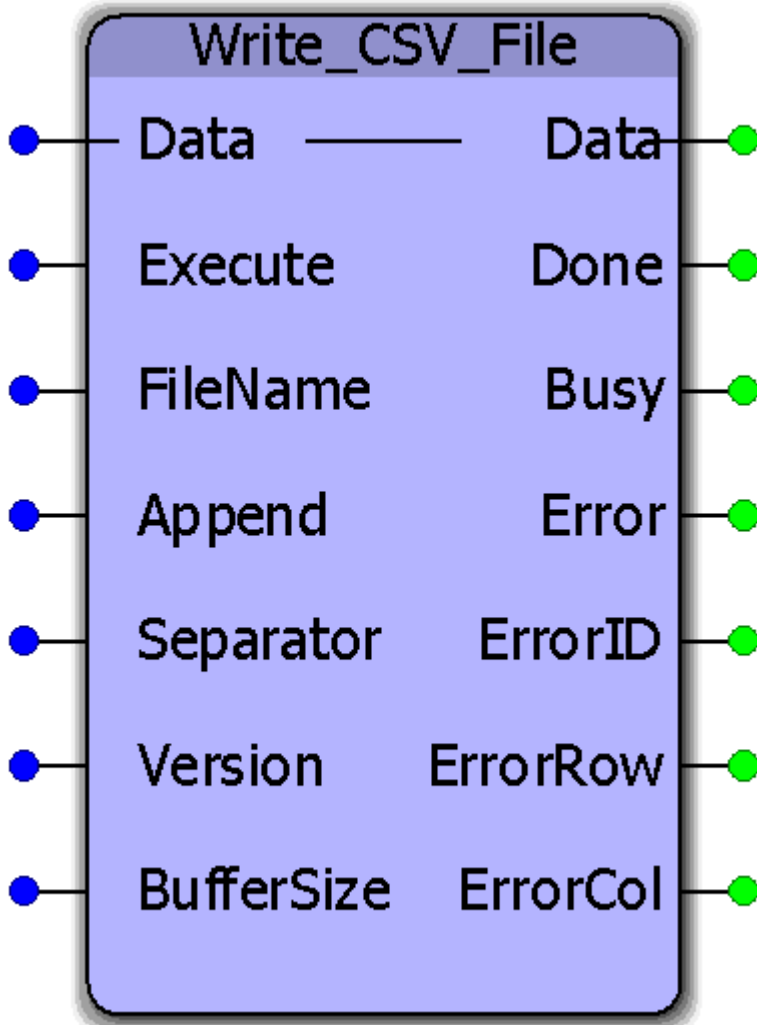 Write_CSV_File
Data Data
Execute Done
FileName Busy
Append Error
Separator ErrorID
Version ErrorRow
BufferSize ErrorCol